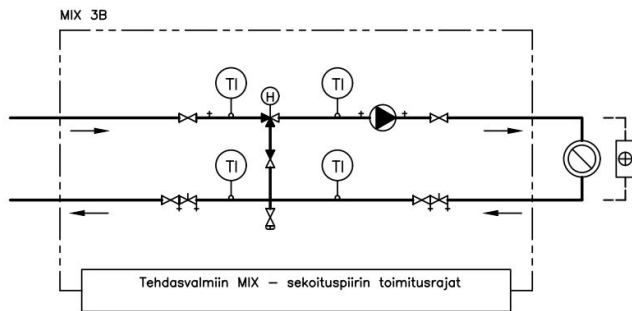 MIX 3B
TI
TI
H
TI
TI
Tehdasvalmiin MIX – sekoituspiirin toimitusrajat